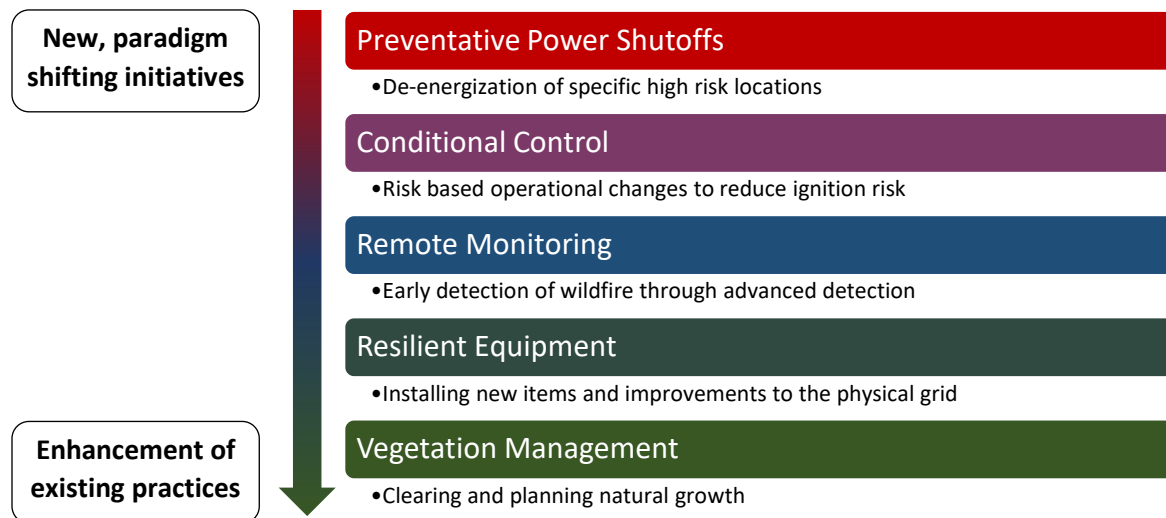 New, paradigm
shifting initiatives
Preventative Power Shutoffs
•De-energization of specific high risk locations
Conditional Control
•Risk based operational changes to reduce ignition risk
Remote Monitoring
•Early detection of wildfire through advanced detection
Resilient Equipment
•Installing new items and improvements to the physical grid
Enhancement of
existing practices
Vegetation Management
•Clearing and planning natural growth